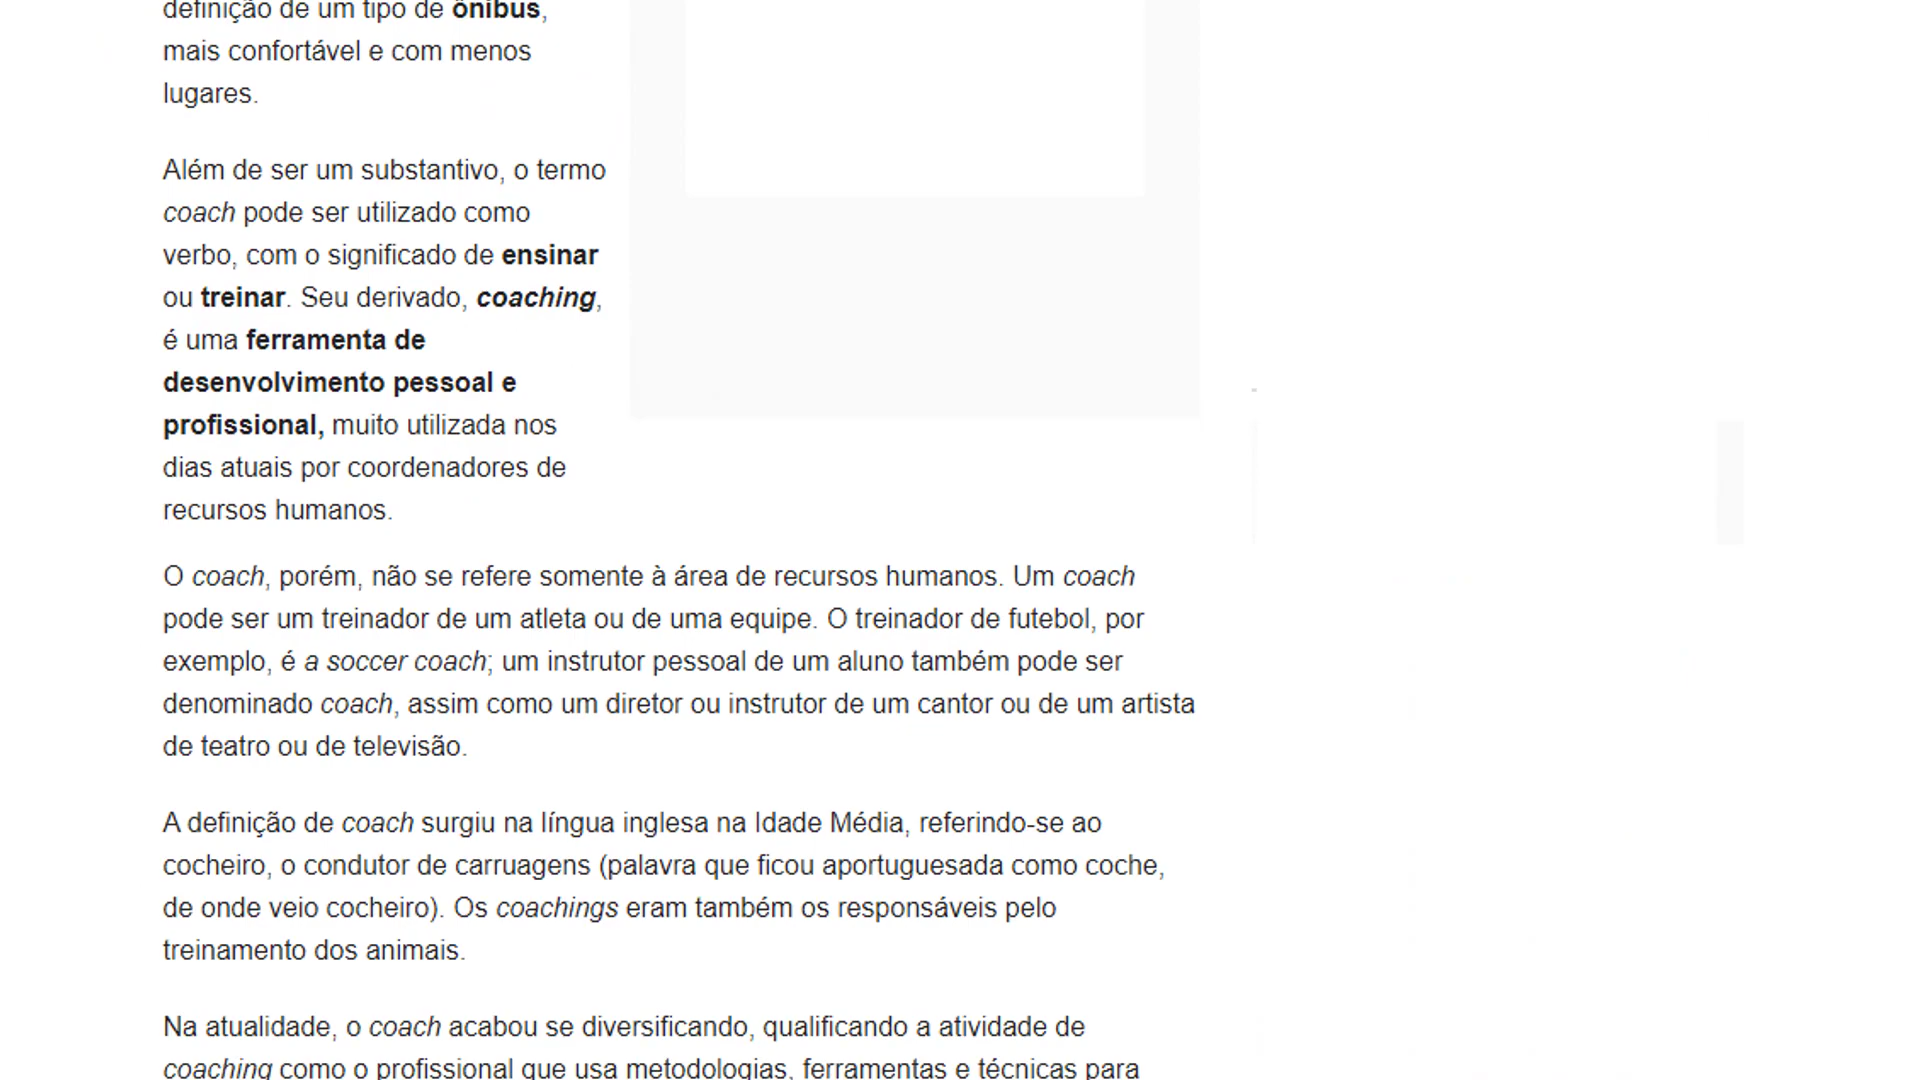 definição de um tipo de ônibus,
mais confortável e com menos
lugares.
Além de ser um substantivo, o termo
coach pode ser utilizado como
verbo, com o significado de ensinar
ou treinar. Seu derivado, coaching,
é uma ferramenta de
desenvolvimento pessoal e
profissional, muito utilizada nos
dias atuais por coordenadores de
recursos humanos.
O coach, porém, não se refere somente à área de recursos humanos. Um coach
pode ser um treinador de um atleta ou de uma equipe. O treinador de futebol, por
exemplo, é a soccer coach; um instrutor pessoal de um aluno também pode ser
denominado coach, assim como um diretor ou instrutor de um cantor ou de um artista
de teatro ou de televisão.
A definição de coach surgiu na língua inglesa na Idade Média, referindo-se ao
cocheiro, o condutor de carruagens (palavra que ficou aportuguesada como coche,
de onde veio cocheiro). Os coachings eram também os responsáveis pelo
treinamento dos animais.
Na atualidade, o coach acabou se diversificando, qualificando a atividade de
coaching como o profissional que usa metodologias, ferramentas e técnicas para